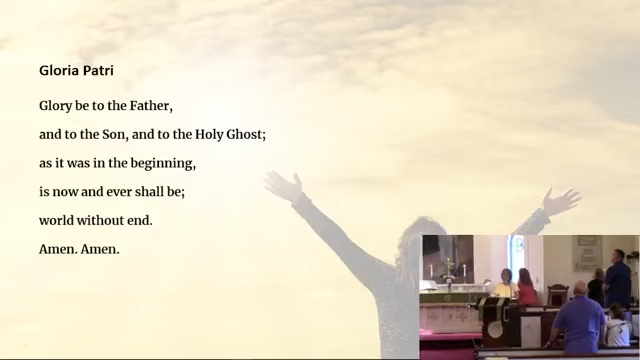 Gloria Patri
Glory be to the Father,
and to the Son, and to the Holy Ghost;
as it was in the beginning,
is now and ever shall be;
world without end.
Amen. Amen.